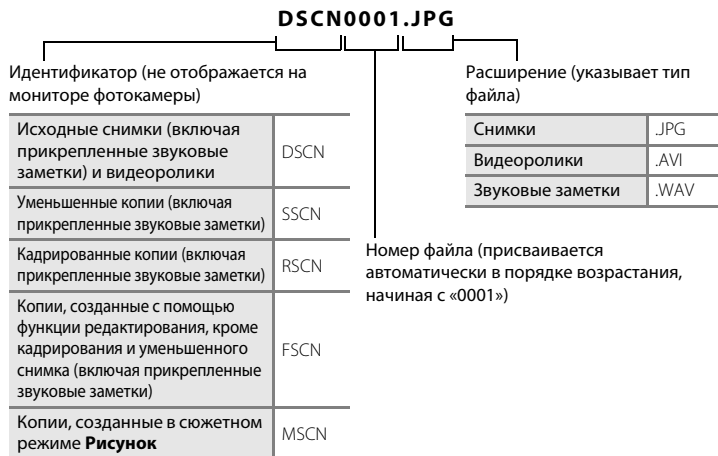 DSCN0001.JPG
Идентификатор (не отображается на
мониторе фотокамеры)
Исходные снимки (включая
прикрепленные звуковые
заметки) и видеоролики
DSCN
Уменьшенные копии (включая
прикрепленные звуковые заметки)
SSCN
Кадрированные копии (включая
прикрепленные звуковые заметки)
RSCN
Копии, созданные с помощью
функции редактирования, кроме
кадрирования и уменьшенного
снимка (включая прикрепленные
звуковые заметки)
FSCN
Копии, созданные в сюжетном
режиме Рисунок
MSCN
Расширение (указывает тип
файла)
Снимки .JPG
Видеоролики .AVI
Звуковые заметки .WAV
Номер файла (присваивается
автоматически в порядке возрастания,
начиная с «0001»)